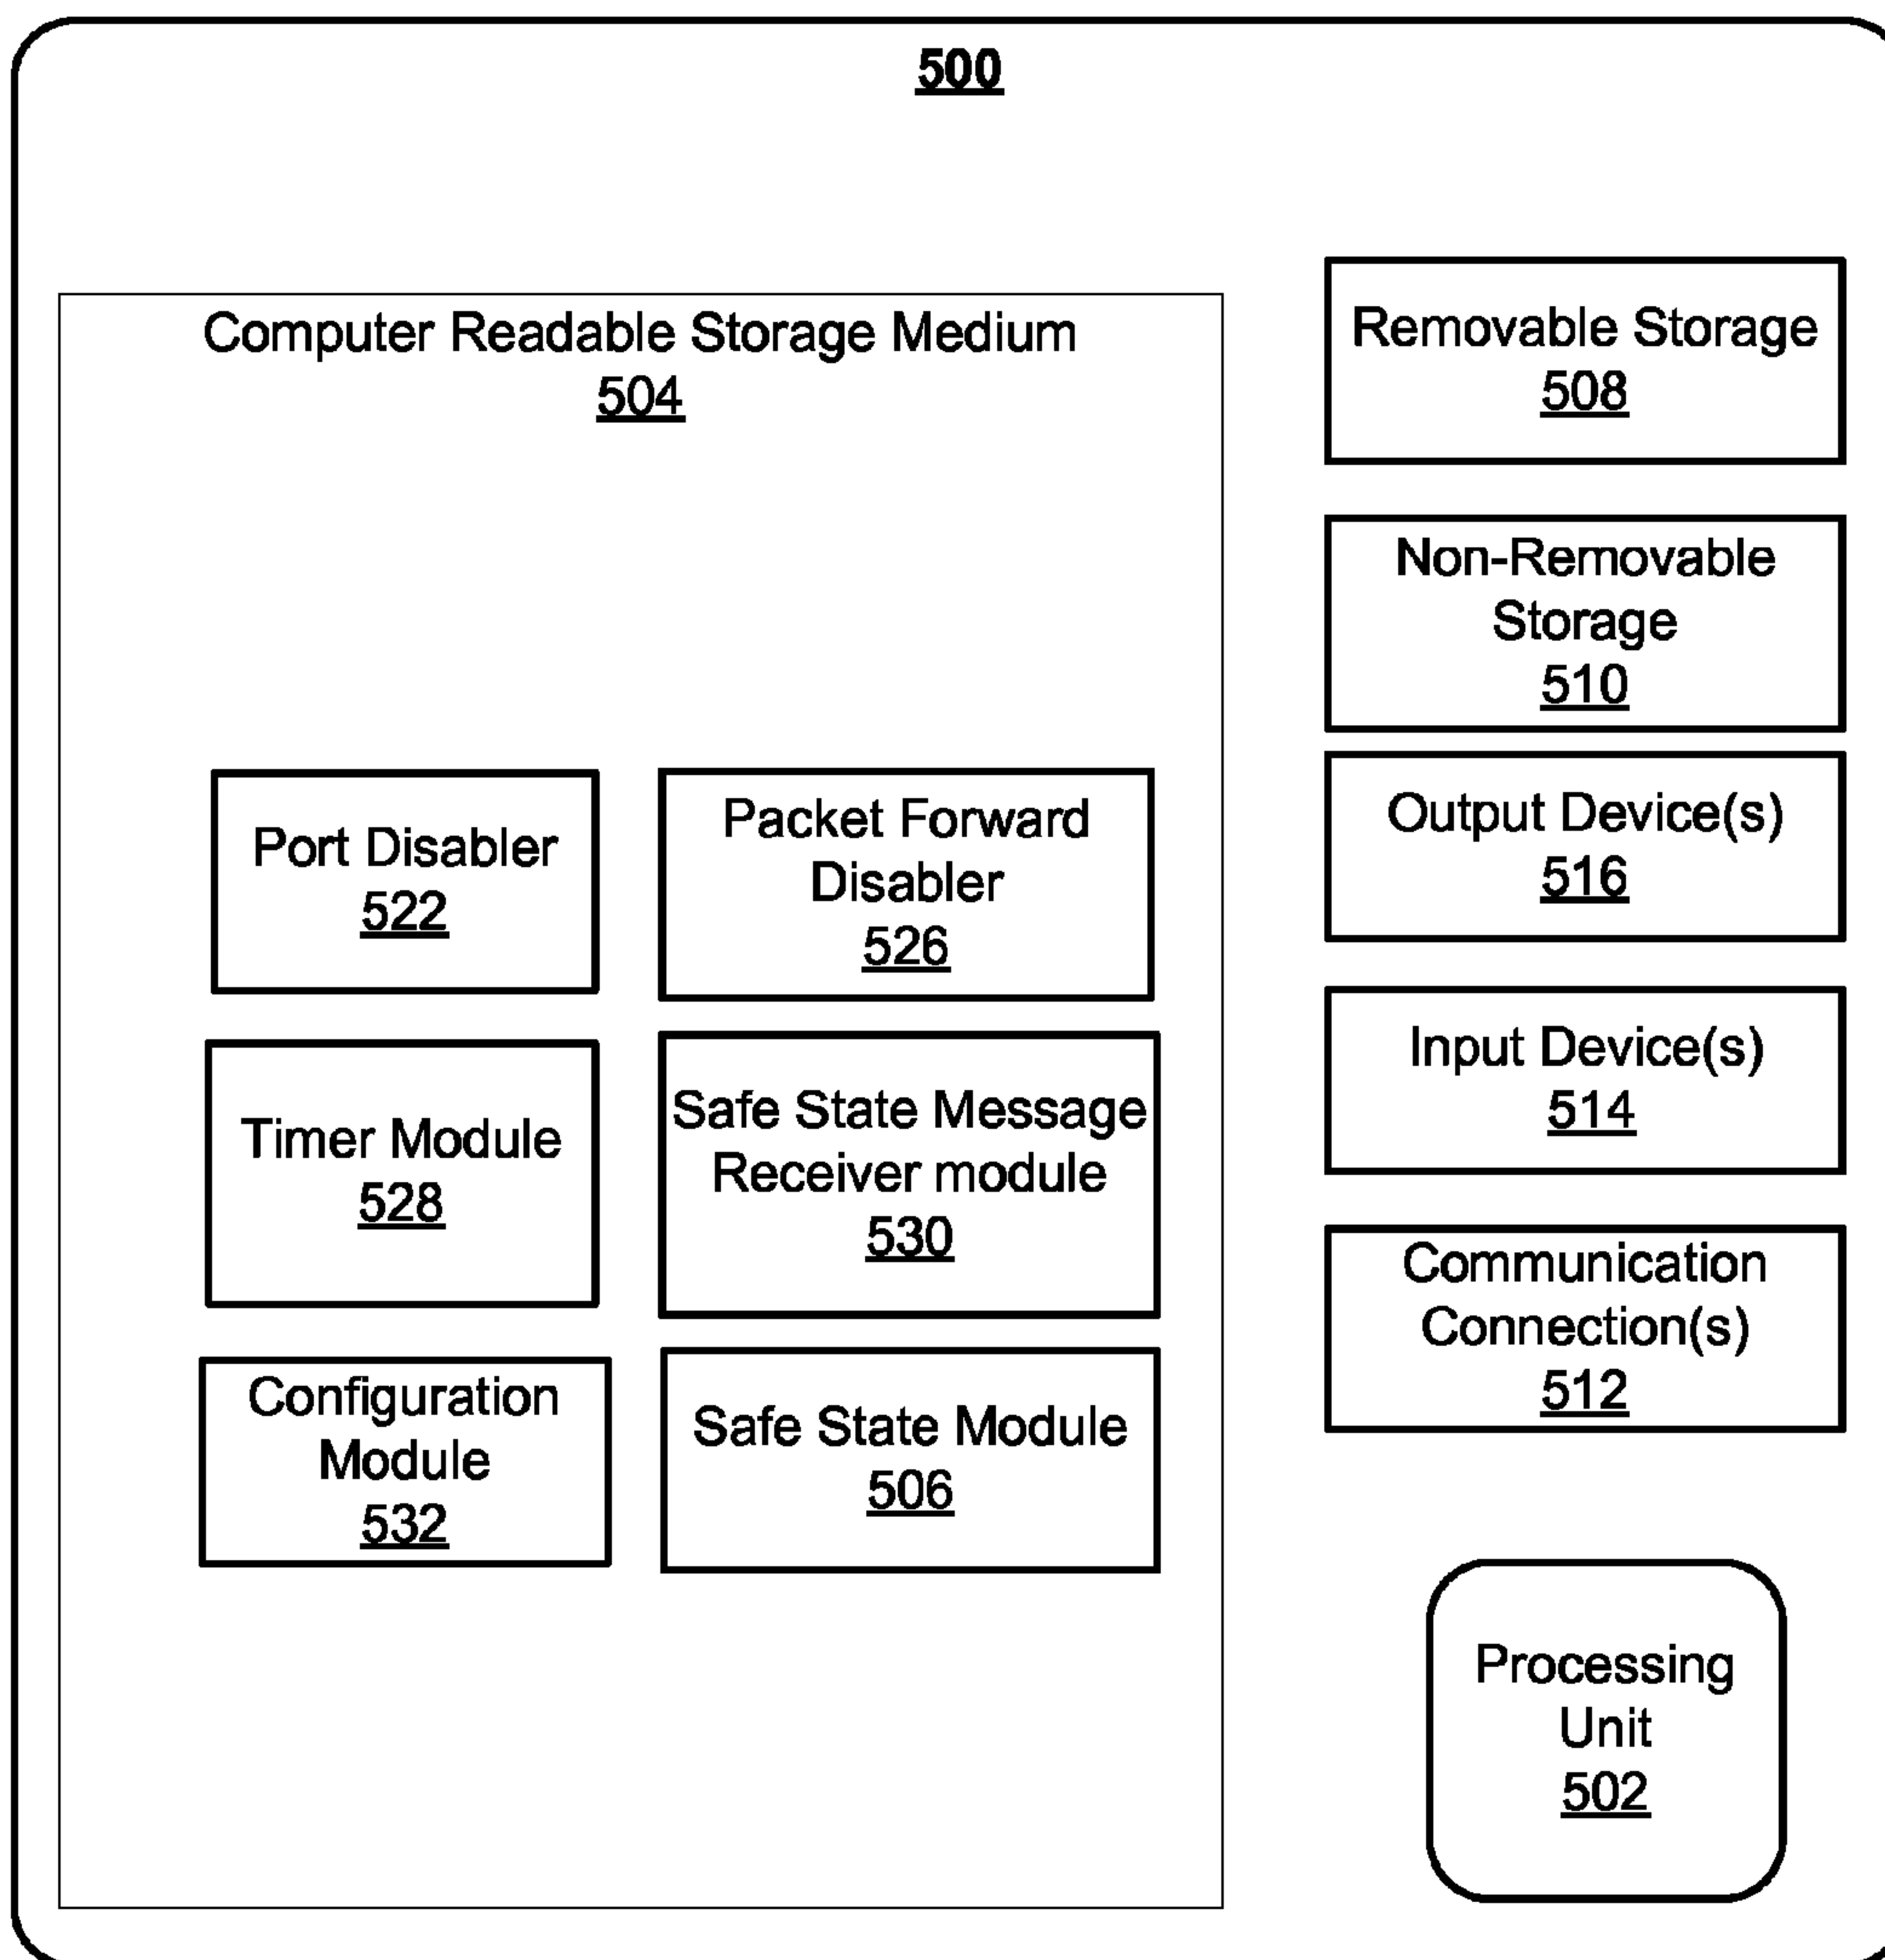 500
Computer Readable Storage Medium
504
Port Disabler
522
Packet Forward
Disabler
526
Timer Module
528
Safe State Message
Receiver module
530
Configuration
Module
532
Safe State Module
506
Removable Storage
508
Non-Removable
Storage
510
Output Device(s)
516
Input Device(s)
514
Communication
Connection(s)
512
Processing
Unit
502